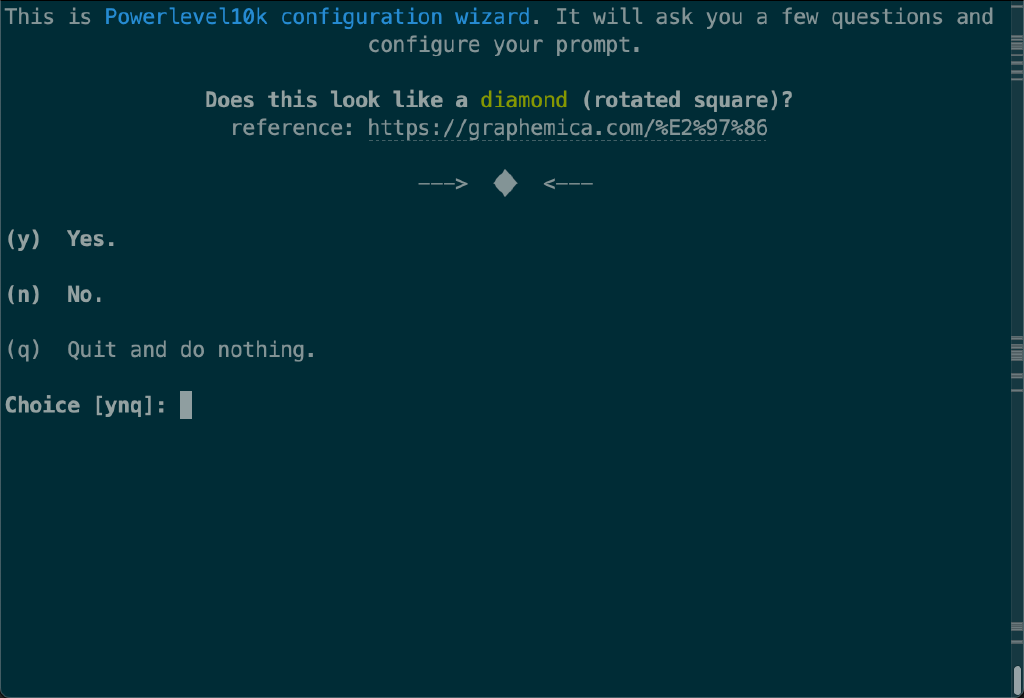 This is Powerlevel10k configuration wizard. It will ask you a few questions and
configure your prompt.
Does this look like a diamond (rotated square)?
reference: https://graphemica.com/%E2%97%86
---> ◆ <---
(y) Yes.
(n) No.
(q) Quit and do nothing.
Choice [ynq]: